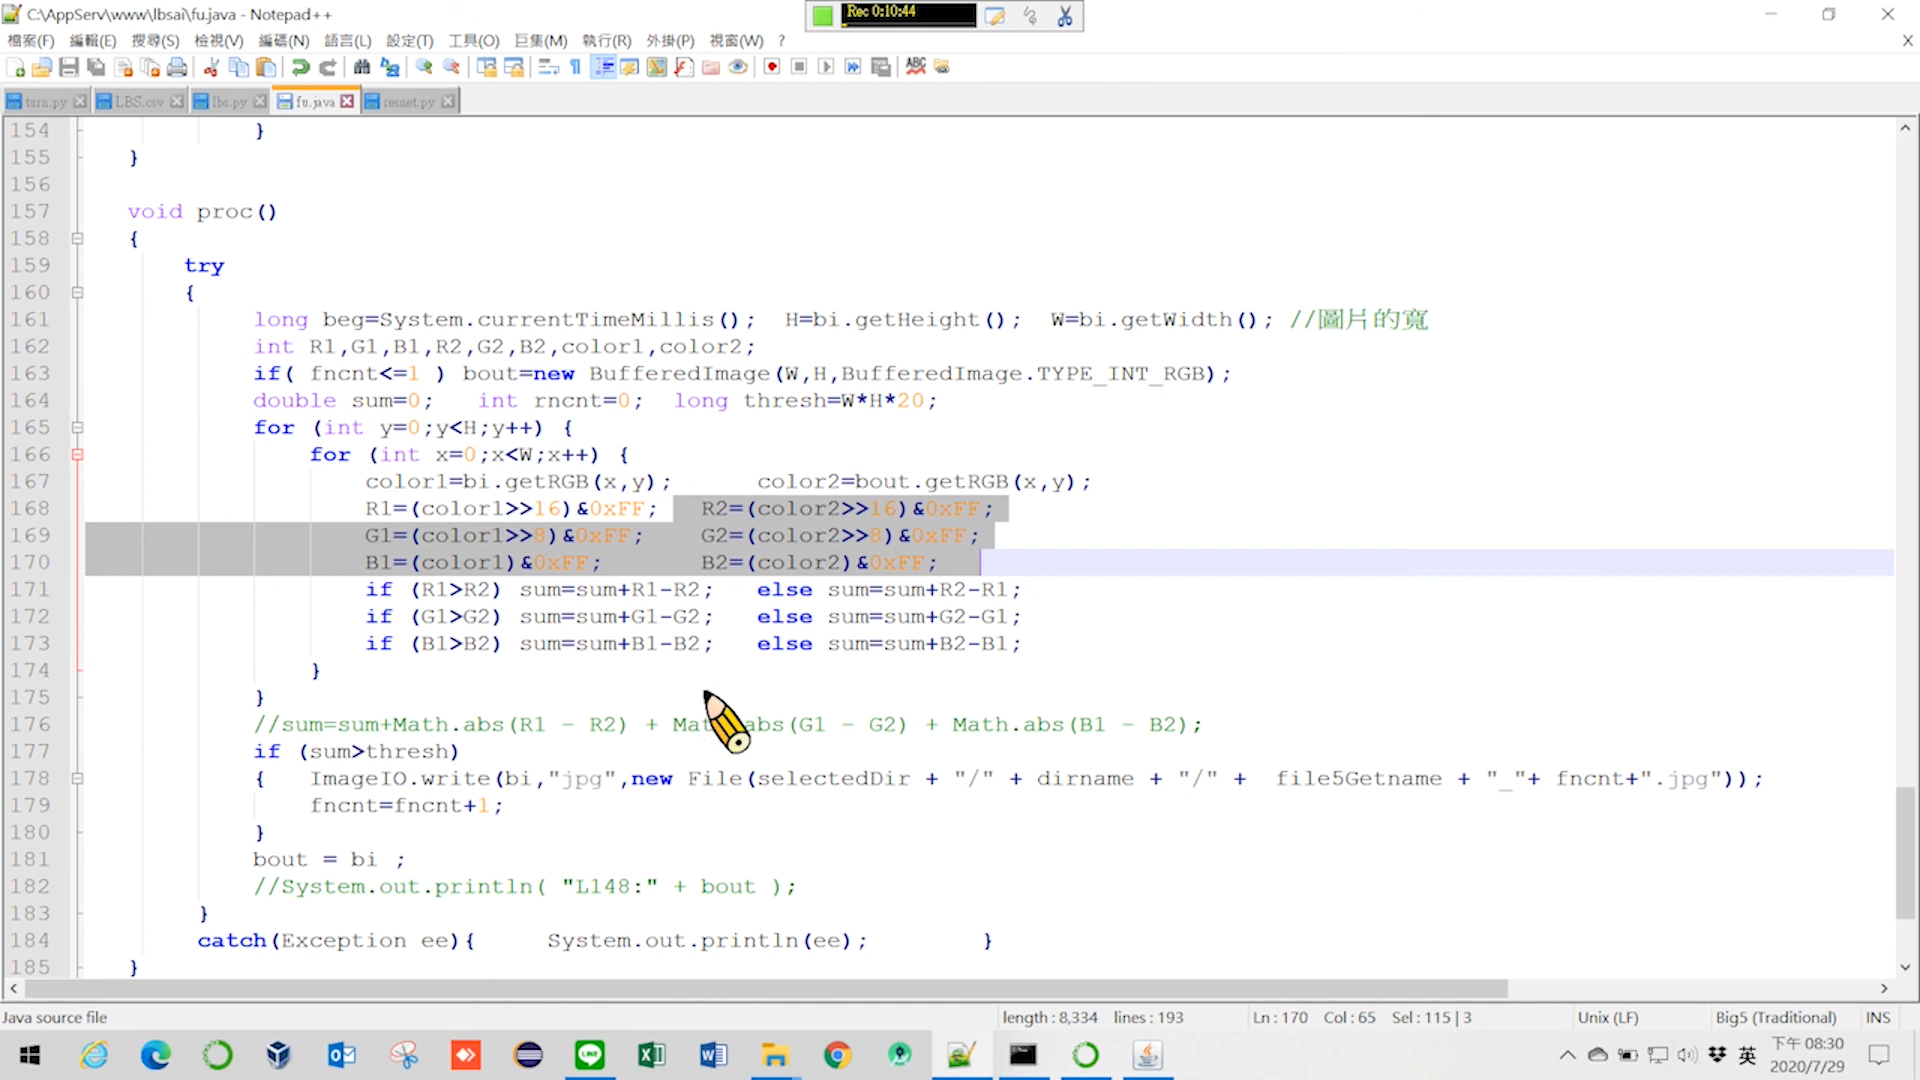 C:\AppServ\www\lbsai\fu.java - Notepad++
Rec 0:10:44
檔案(F) 編輯(E) 搜尋(S) 檢視(V) 編碼(N) 語言(L) 設定(T) 工具(O) 巨集(M) 執行(R) 外掛(P) 視窗(W) ? X
turn.py LBS.csv lbs.py fu.java resnet.py
154 }
155 }
156
157 void proc()
158 {
159 try
160 {
161 long beg=System.currentTimeMillis(); H=bi.getHeight(); W=bi.getWidth(); //圖片的寬
162 int R1,G1,B1,R2,G2,B2,color1,color2;
163 if( fncnt<=1 ) bout=new BufferedImage(W,H,BufferedImage.TYPE_INT_RGB);
164 double sum=0; int rncnt=0; long thresh=W*H*20;
165 for (int y=0;y<H;y++) {
166 for (int x=0;x<W;x++) {
167 color1=bi.getRGB(x,y); color2=bout.getRGB(x,y);
168 R1=(color1>>16)&0xFF; R2=(color2>>16)&0xFF;
169 G1=(color1>>8)&0xFF; G2=(color2>>8)&0xFF;
170 B1=(color1)&0xFF; B2=(color2)&0xFF;
171 if (R1>R2) sum=sum+R1-R2; else sum=sum+R2-R1;
172 if (G1>G2) sum=sum+G1-G2; else sum=sum+G2-G1;
173 if (B1>B2) sum=sum+B1-B2; else sum=sum+B2-B1;
174 }
175 }
176 //sum=sum+Math.abs(R1 - R2) + Math.abs(G1 - G2) + Math.abs(B1 - B2);
177 if (sum>thresh)
178 { ImageIO.write(bi,"jpg",new File(selectedDir + "/" + dirname + "/" + file5Getname + "_"+ fncnt+".jpg"));
179 fncnt=fncnt+1;
180 }
181 bout = bi ;
182 //System.out.println( "L148:" + bout );
183 }
184 catch(Exception ee){ System.out.println(ee); }
185 }
Java source file length : 8,334 lines : 193 Ln : 170 Col : 65 Sel : 115 | 3 Unix (LF) Big5 (Traditional) INS
英 下午 08:30
2020/7/29